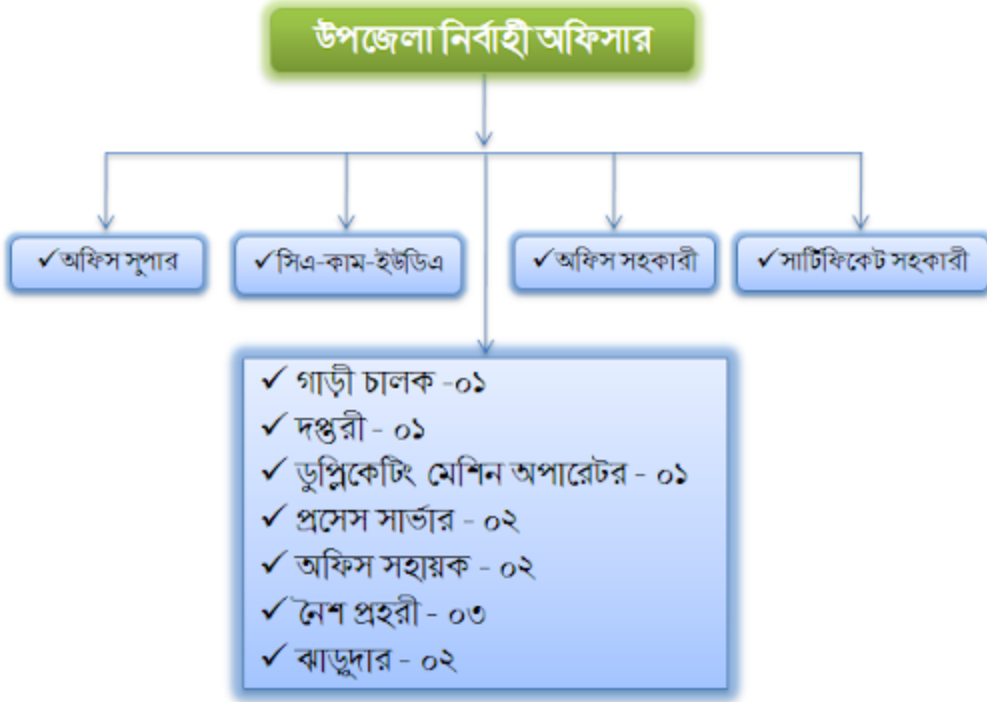 উপজেলা নির্বাহী অফিসার
✓অফিস সুপার
✓সিএ-কাম-ইউডিএ
✓অফিস সহকারী
✓সার্টিফিকেট সহকারী
✓ গাড়ী চালক -০১
✓ দপ্তরী - ০১
✓ ডুপ্লিকেটিং মেশিন অপারেটর - ০১
✓ প্রসেস সার্ভার - ০২
✓ অফিস সহায়ক - ০২
✓ নৈশ প্রহরী - ০৩
✓ ঝাড়ুদার - ০২